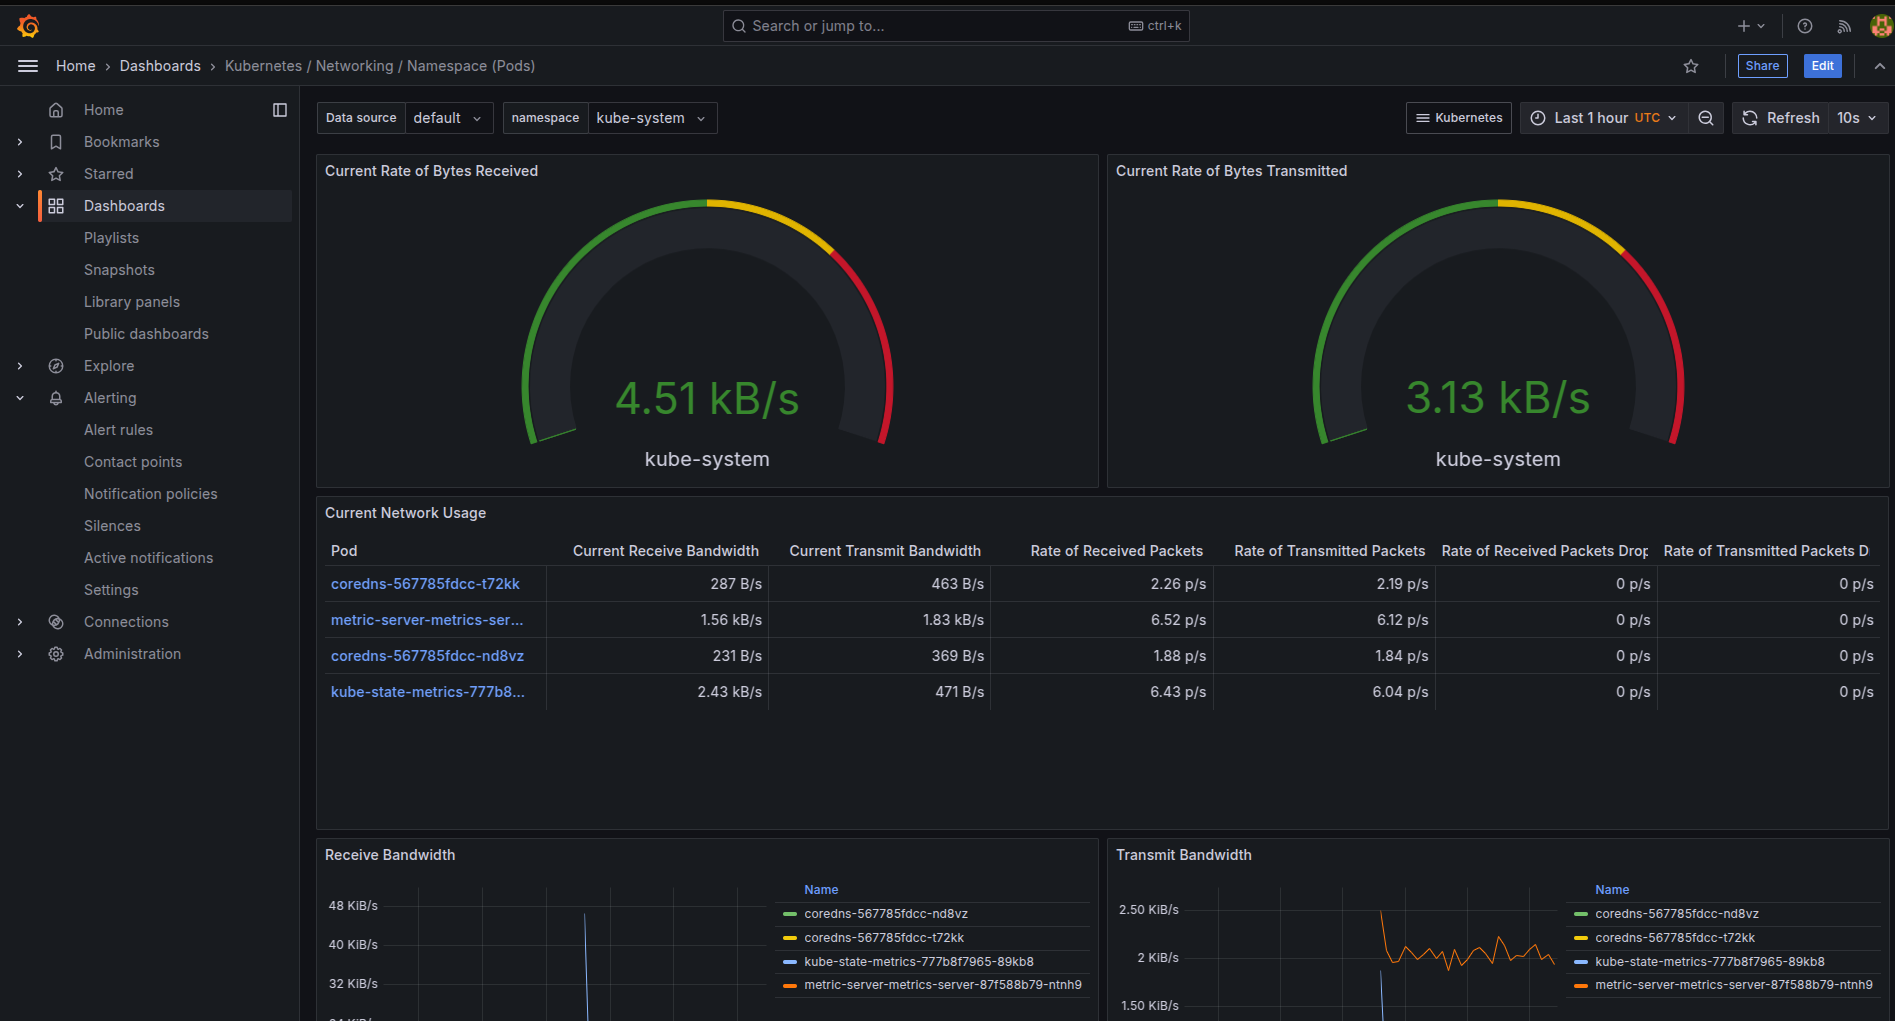 Search or jump to...
ctrl+k
Home
Dashboards
Kubernetes / Networking / Namespace (Pods)
Share
Edit
Home
Bookmarks
Starred
Dashboards
Playlists
Snapshots
Library panels
Public dashboards
Explore
Alerting
Alert rules
Contact points
Notification policies
Silences
Active notifications
Settings
Connections
Administration
Data source default
namespace kube-system
Kubernetes
Last 1 hour UTC
Refresh 10s
Current Rate of Bytes Received
4.51 kB/s
kube-system
Current Rate of Bytes Transmitted
3.13 kB/s
kube-system
Current Network Usage
Pod Current Receive Bandwidth Current Transmit Bandwidth Rate of Received Packets Rate of Transmitted Packets Rate of Received Packets Drop Rate of Transmitted Packets D
coredns-567785fdcc-t72kk 287 B/s 463 B/s 2.26 p/s 2.19 p/s 0 p/s 0 p/s
metric-server-metrics-ser... 1.56 kB/s 1.83 kB/s 6.52 p/s 6.12 p/s 0 p/s 0 p/s
coredns-567785fdcc-nd8vz 231 B/s 369 B/s 1.88 p/s 1.84 p/s 0 p/s 0 p/s
kube-state-metrics-777b8... 2.43 kB/s 471 B/s 6.43 p/s 6.04 p/s 0 p/s 0 p/s
Receive Bandwidth
48 KiB/s
40 KiB/s
32 KiB/s
Name
coredns-567785fdcc-nd8vz
coredns-567785fdcc-t72kk
kube-state-metrics-777b8f7965-89kb8
metric-server-metrics-server-87f588b79-ntnh9
Transmit Bandwidth
2.50 KiB/s
2 KiB/s
1.50 KiB/s
Name
coredns-567785fdcc-nd8vz
coredns-567785fdcc-t72kk
kube-state-metrics-777b8f7965-89kb8
metric-server-metrics-server-87f588b79-ntnh9